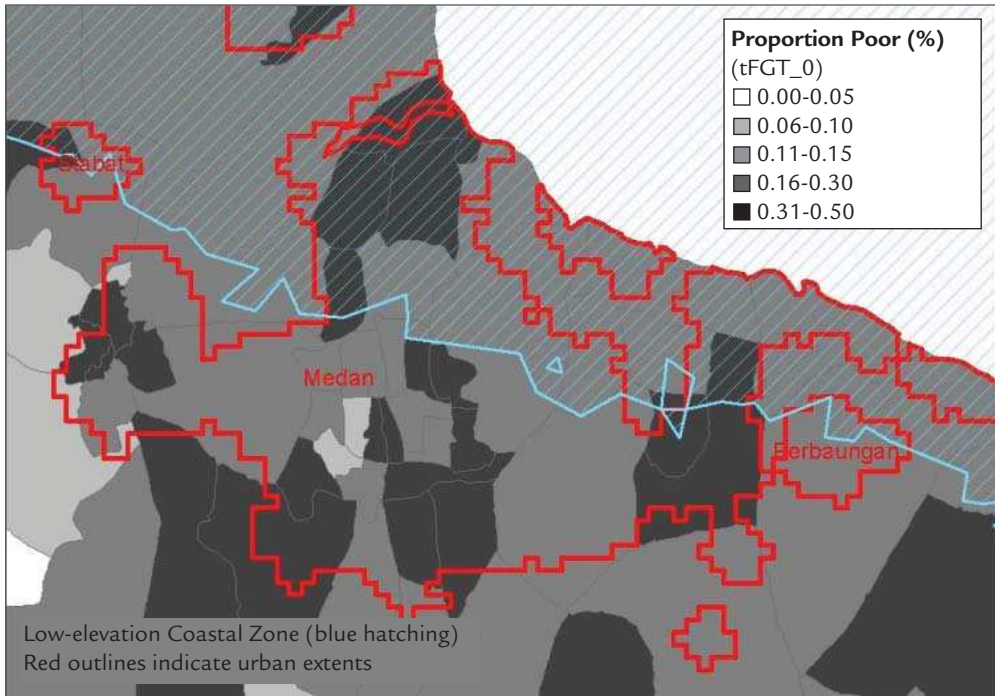 Proportion Poor (%)
(tFGT_0)
0.00-0.05
0.06-0.10
0.11-0.15
0.16-0.30
0.31-0.50
Stabat
Medan
Berbaungan
Low-elevation Coastal Zone (blue hatching)
Red outlines indicate urban extents